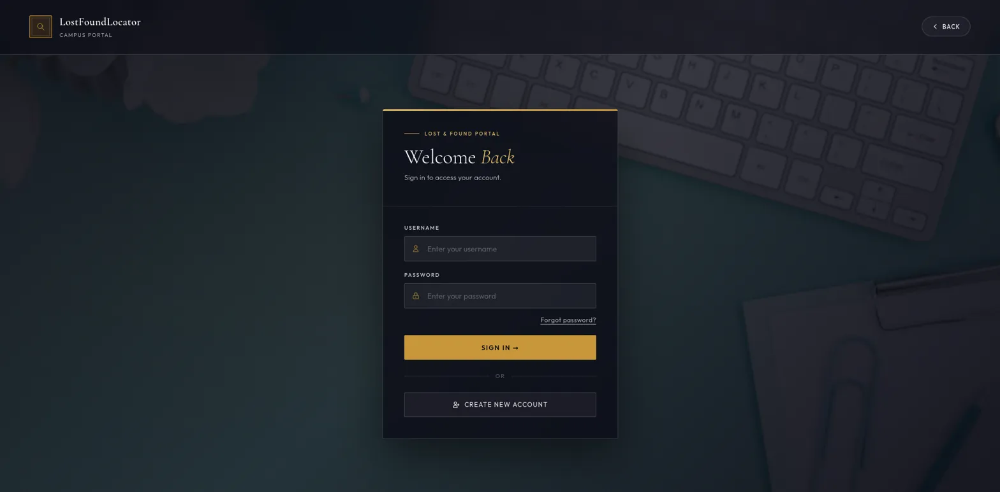 LostFoundLocator
CAMPUS PORTAL
BACK
LOST & FOUND PORTAL
Welcome Back
Sign in to access your account.
USERNAME
Enter your username
PASSWORD
Enter your password
Forgot password?
SIGN IN →
OR
CREATE NEW ACCOUNT